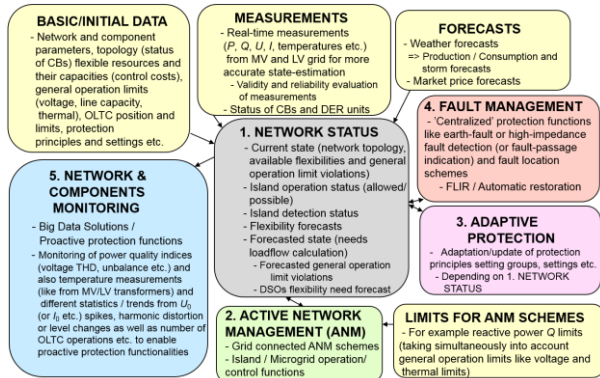 BASIC/INITIAL DATA
- Network and component
parameters, topology (status
of CBs) flexible resources and
their capacities (control costs),
general operation limits
(voltage, line capacity,
thermal), OLTC position and
limits, protection
principles and settings etc.
MEASUREMENTS
- Real-time measurements
(P, Q, U, I, temperatures etc.)
from MV and LV grid for more
accurate state-estimation
- Validity and reliability evaluation
of measurements
- Status of CBs and DER units
FORECASTS
- Weather forecasts
=> Production / Consumption and
storm forecasts
- Market price forecasts
1. NETWORK STATUS
- Current state (network topology,
available flexibilities and general
operation limit violations)
- Island operation status (allowed/
possible)
- Island detection status
- Flexibility forecasts
- Forecasted state (needs
loadflow calculation)
- Forecasted general operation
limit violations
- DSOs flexibility need forecast
4. FAULT MANAGEMENT
- 'Centralized' protection functions
like earth-fault or high-impedance
fault detection (or fault-passage
indication) and fault location
schemes
- FLIR / Automatic restoration
5. NETWORK &
COMPONENTS
MONITORING
- Big Data Solutions /
Proactive protection functions
- Monitoring of power quality indices
(voltage THD, unbalance etc.) and
also temperature measurements
(like from MV/LV transformers) and
different statistics / trends from U0
(or I0 etc.) spikes, harmonic distortion
or level changes as well as number of
OLTC operations etc. to enable
proactive protection functionalities
3. ADAPTIVE
PROTECTION
- Adaptation/update of protection
principles setting groups, settings etc.
- Depending on 1. NETWORK
STATUS
2. ACTIVE NETWORK
MANAGEMENT (ANM)
- Grid connected ANM schemes
- Island / Microgrid operation/
control functions
LIMITS FOR ANM SCHEMES
- For example reactive power Q limits
(taking simultaneously into account
general operation limits like voltage and
thermal limits)